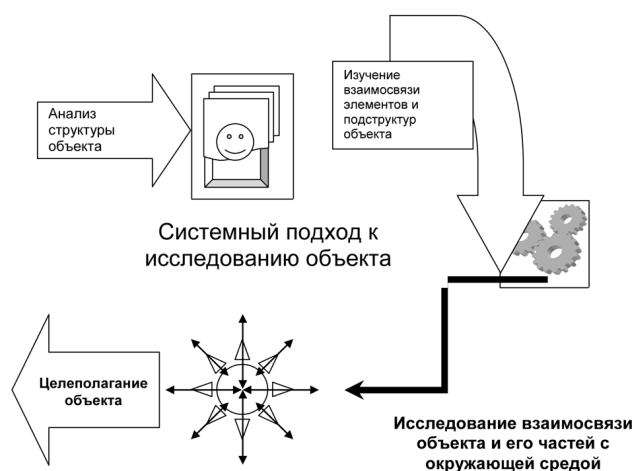 Анализ
структуры
объекта
Изучение
взаимосвязи
элементов и
подструктур
объекта
Системный подход к
исследованию объекта
Целеполагание
объекта
Исследование взаимосвязи
объекта и его частей с
окружающей средой